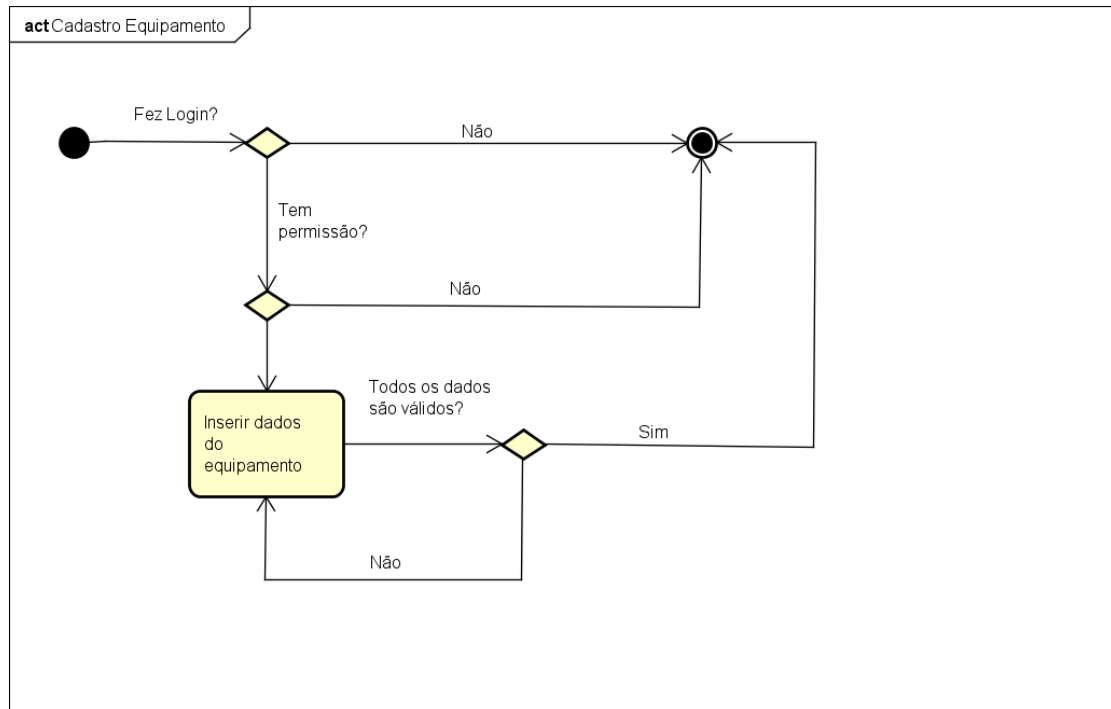 act Cadastro Equipamento
Fez Login?
Não
Tem
permissão?
Não
Todos os dados
são válidos?
Inserir dados
do
equipamento
Sim
Não